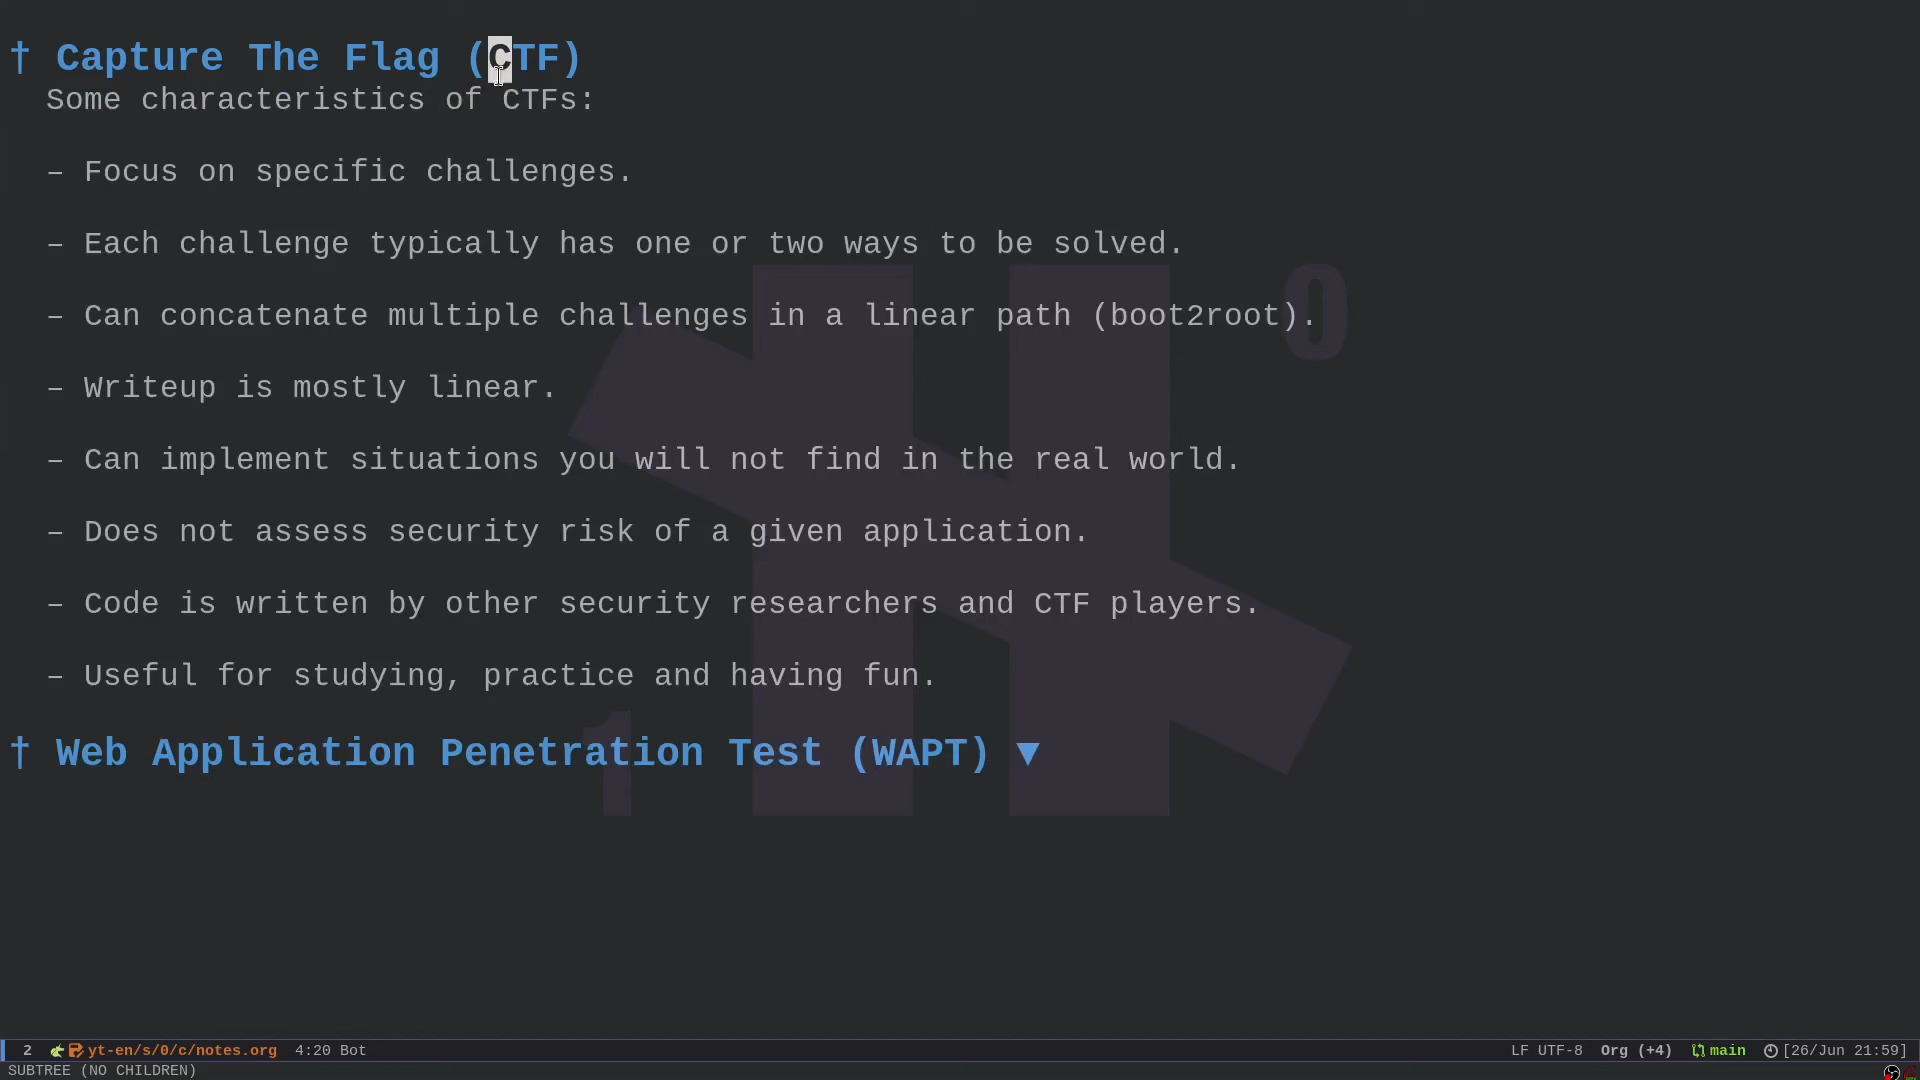 † Capture The Flag (CTF)
Some characteristics of CTFs:
– Focus on specific challenges.
– Each challenge typically has one or two ways to be solved.
– Can concatenate multiple challenges in a linear path (boot2root).
– Writeup is mostly linear.
– Can implement situations you will not find in the real world.
– Does not assess security risk of a given application.
– Code is written by other security researchers and CTF players.
– Useful for studying, practice and having fun.
† Web Application Penetration Test (WAPT) ▼
0
1
2 yt-en/s/0/c/notes.org 4:20 Bot LF UTF-8 Org (+4) main [26/Jun 21:59]
SUBTREE (NO CHILDREN)